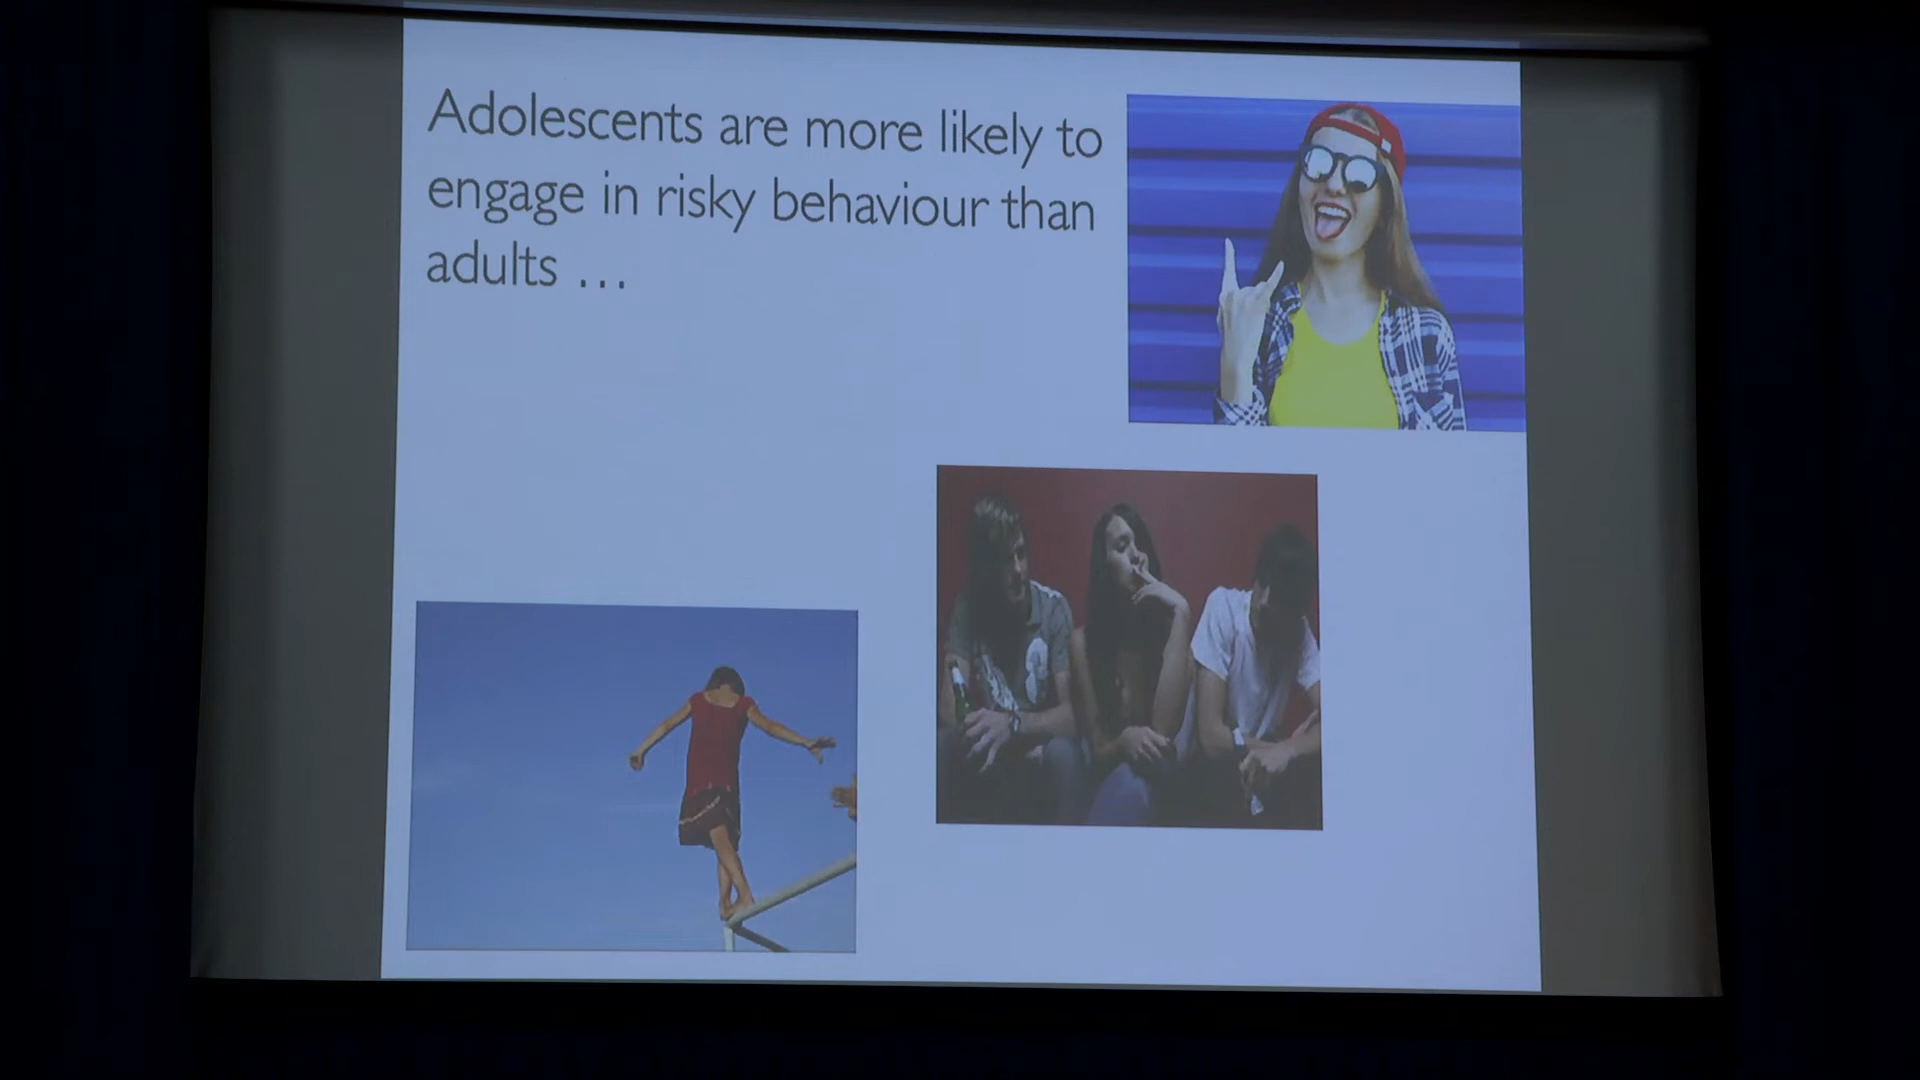 Adolescents are more likely to
engage in risky behaviour than
adults ...